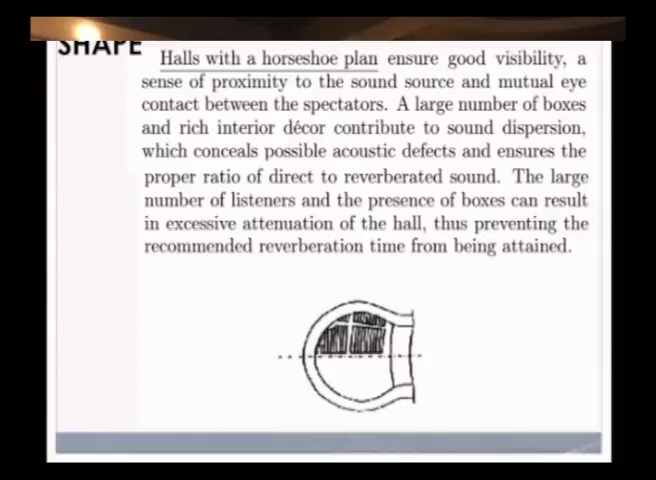 SHAPE
Halls with a horseshoe plan ensure good visibility, a
sense of proximity to the sound source and mutual eye
contact between the spectators. A large number of boxes
and rich interior décor contribute to sound dispersion,
which conceals possible acoustic defects and ensures the
proper ratio of direct to reverberated sound. The large
number of listeners and the presence of boxes can result
in excessive attenuation of the hall, thus preventing the
recommended reverberation time from being attained.